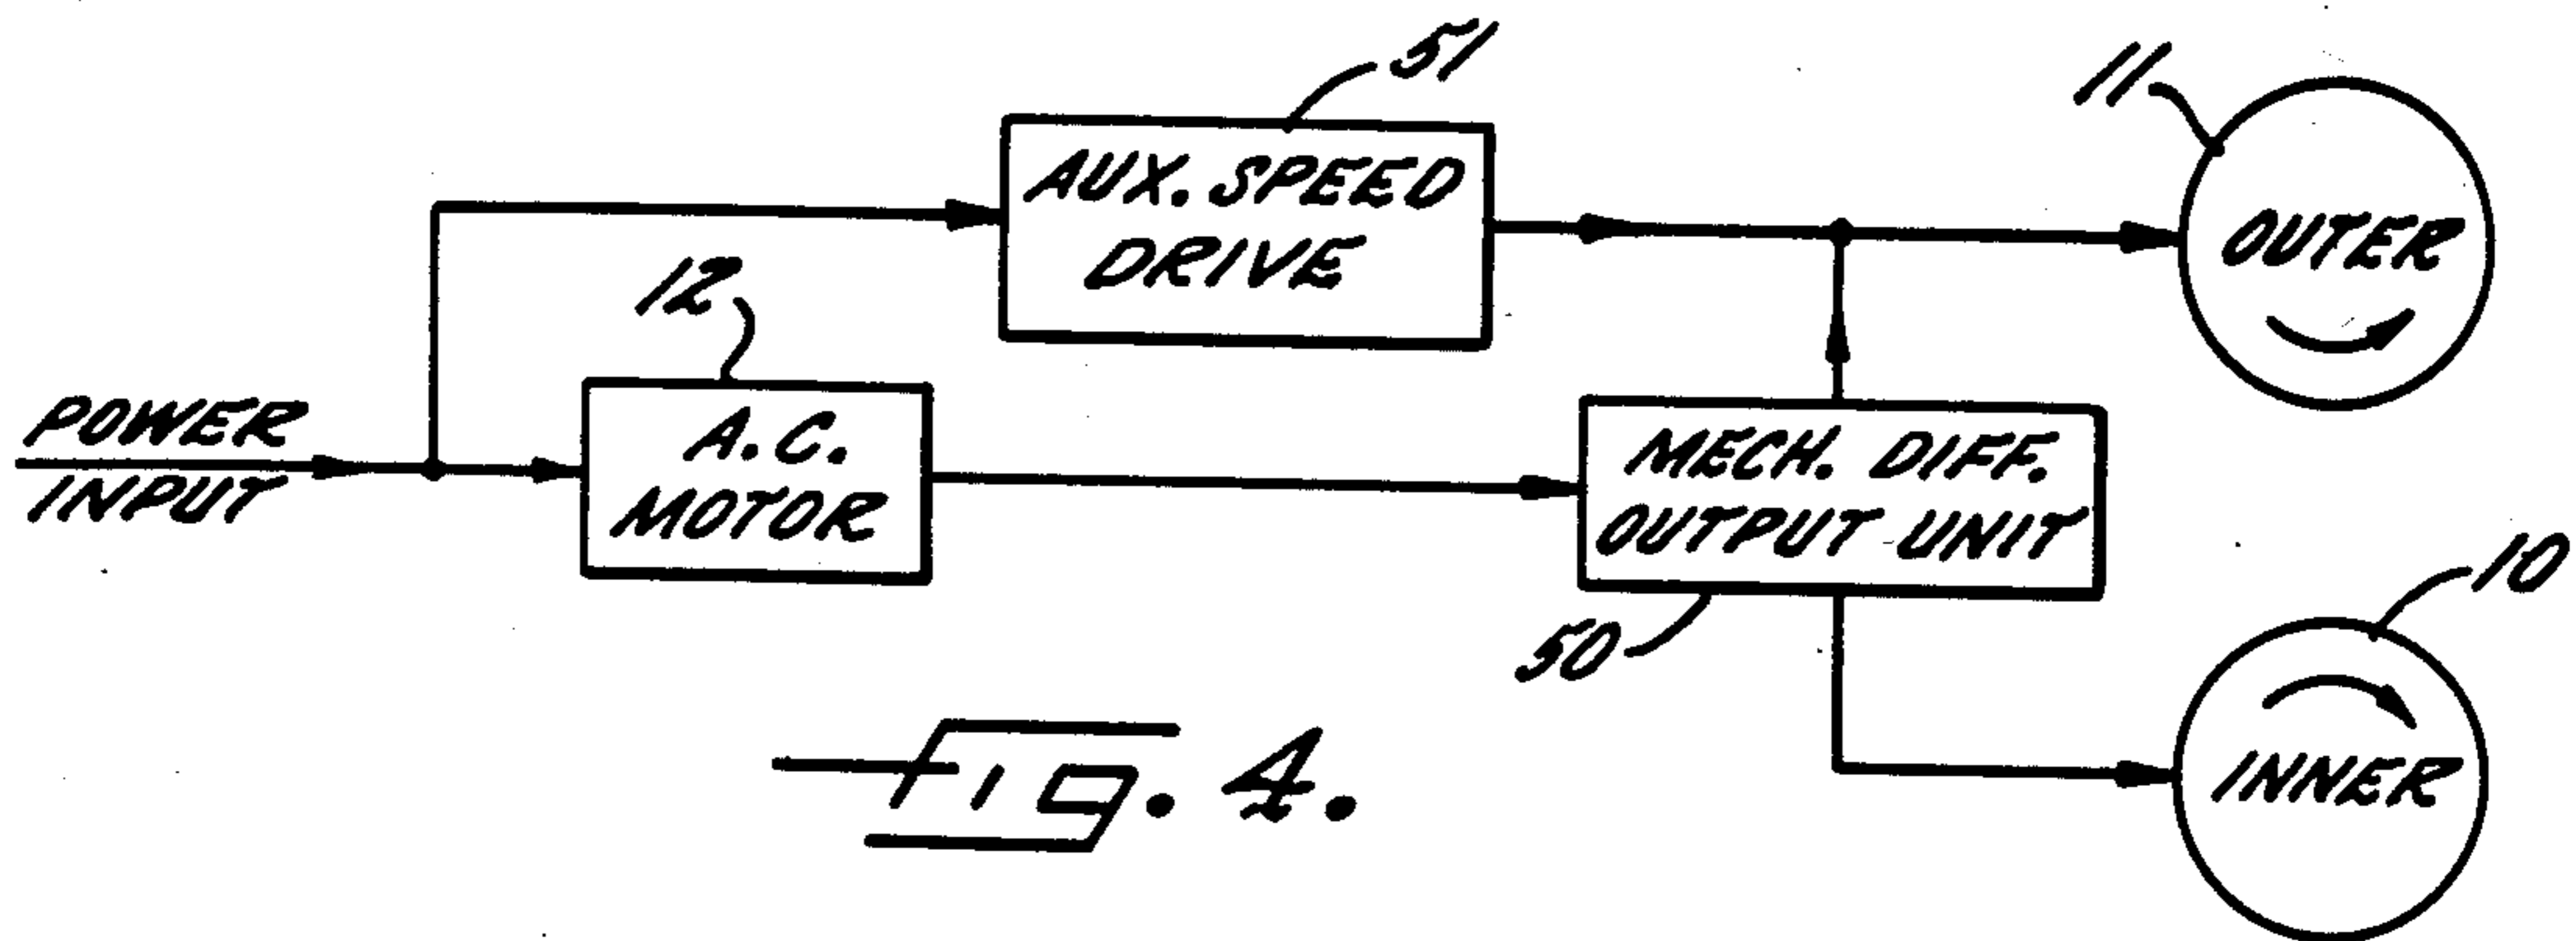 51
11
AUX. SPEED
DRIVE
OUTER
12
POWER
INPUT
A.C.
MOTOR
MECH. DIFF.
OUTPUT UNIT
50
10
INNER
Fig. 4.